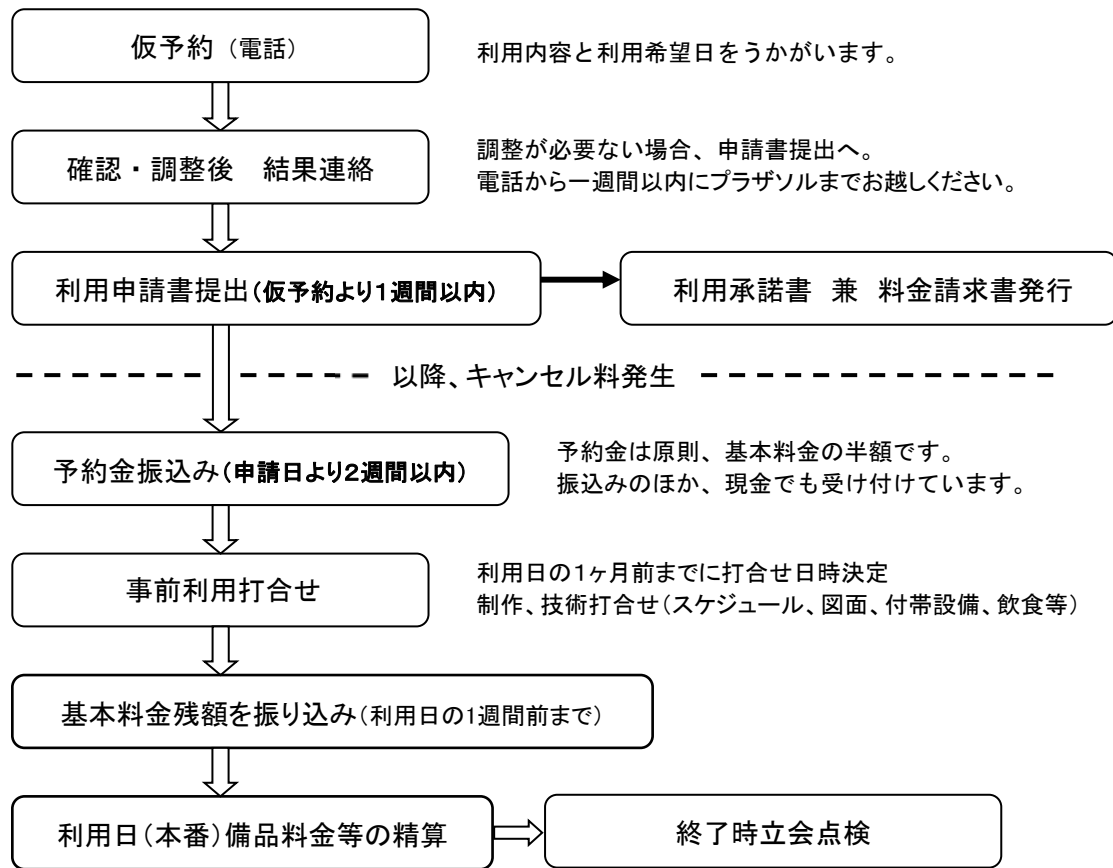 仮予約（電話）
利用内容と利用希望日をうかがいます。
確認・調整後　結果連絡
調整が必要ない場合、申請書提出へ。
電話から一週間以内にプラザソルまでお越しください。
利用申請書提出（仮予約より1週間以内）
利用承諾書　兼　料金請求書発行
以降、キャンセル料発生
予約金振込み（申請日より2週間以内）
予約金は原則、基本料金の半額です。
振込みのほか、現金でも受け付けています。
事前利用打合せ
利用日の1ヶ月前までに打合せ日時決定
制作、技術打合せ（スケジュール、図面、付帯設備、飲食等）
基本料金残額を振り込み（利用日の1週間前まで）
利用日（本番）備品料金等の精算
終了時立会点検